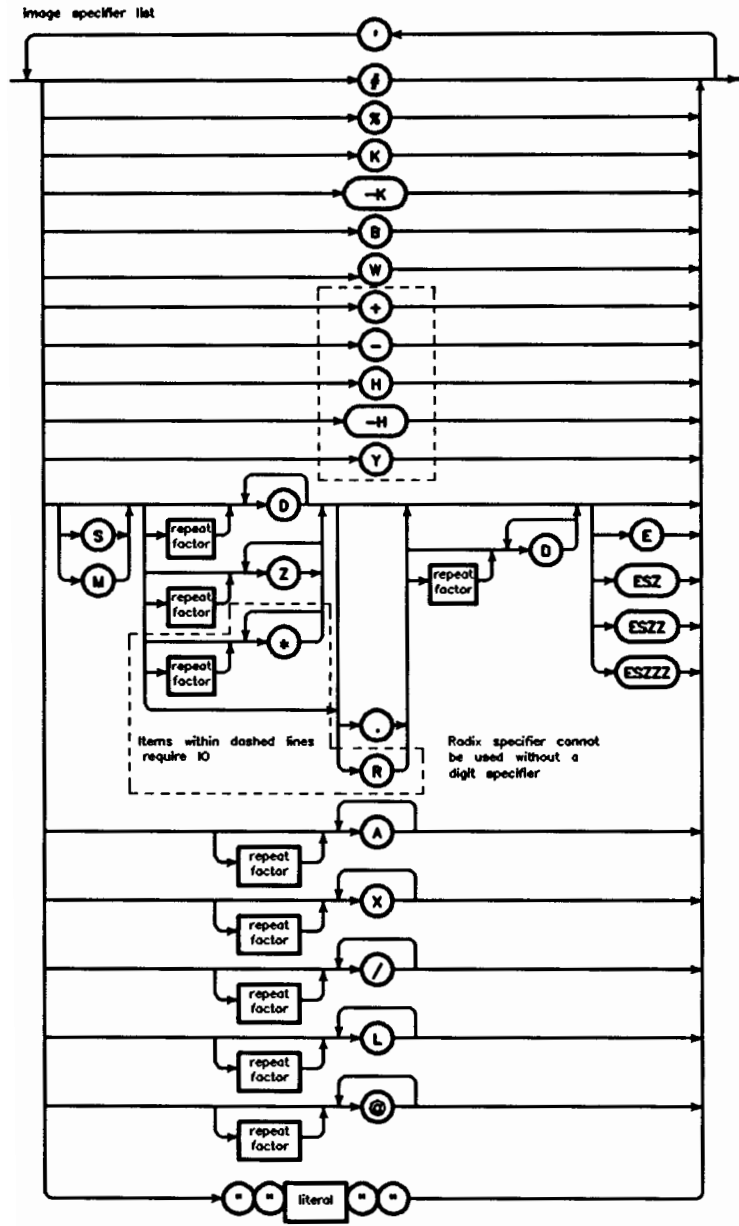 image specifier list
,
#
%
K
–K
B
W
+
-
H
–H
Y
D
S
repeat factor
M
Z
repeat factor
D
repeat factor
E
ESZ
*
repeat factor
ESZZ
ESZZZ
.
R
Items within dashed lines
require IO
Radix specifier cannot
be used without a
digit specifier
A
repeat
factor
X
repeat
factor
/
repeat
factor
L
repeat
factor
@
repeat
factor
" " literal " "